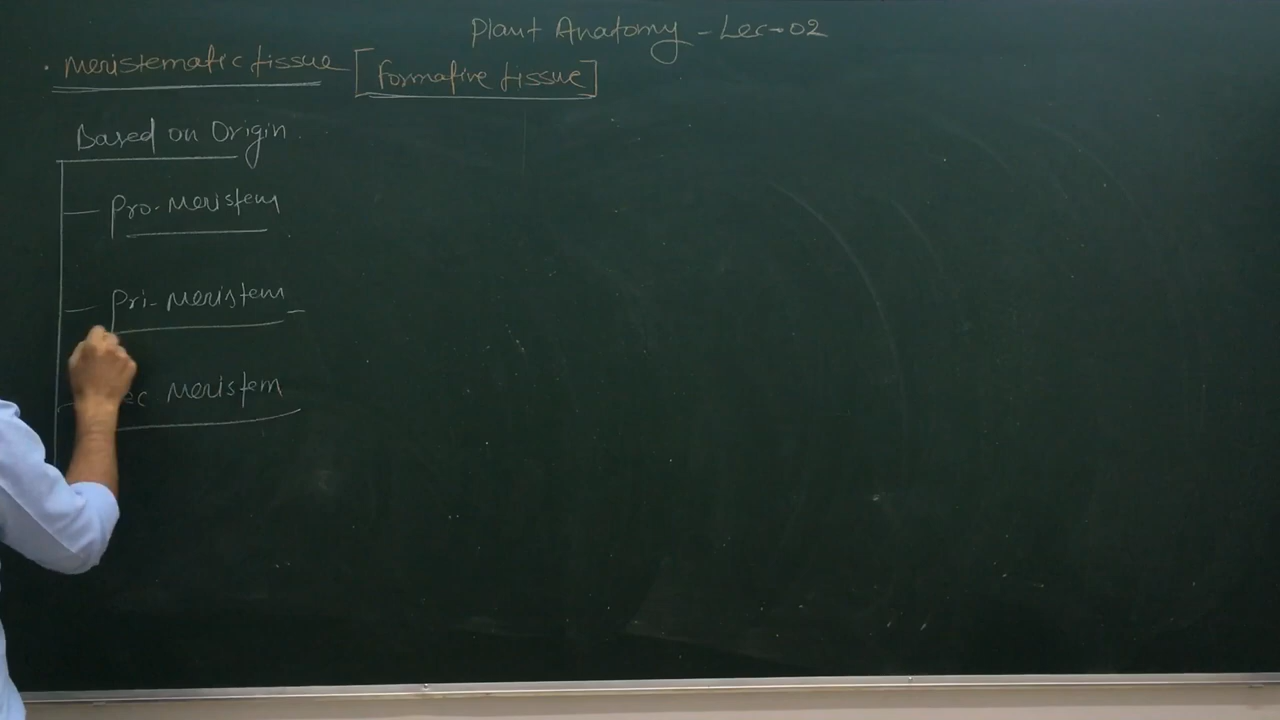 Plant Anatomy - Lec-02
• Meristematic tissue [Formative tissue]
Based on Origin
Pro-Meristem
Pri-Meristem
Meristem